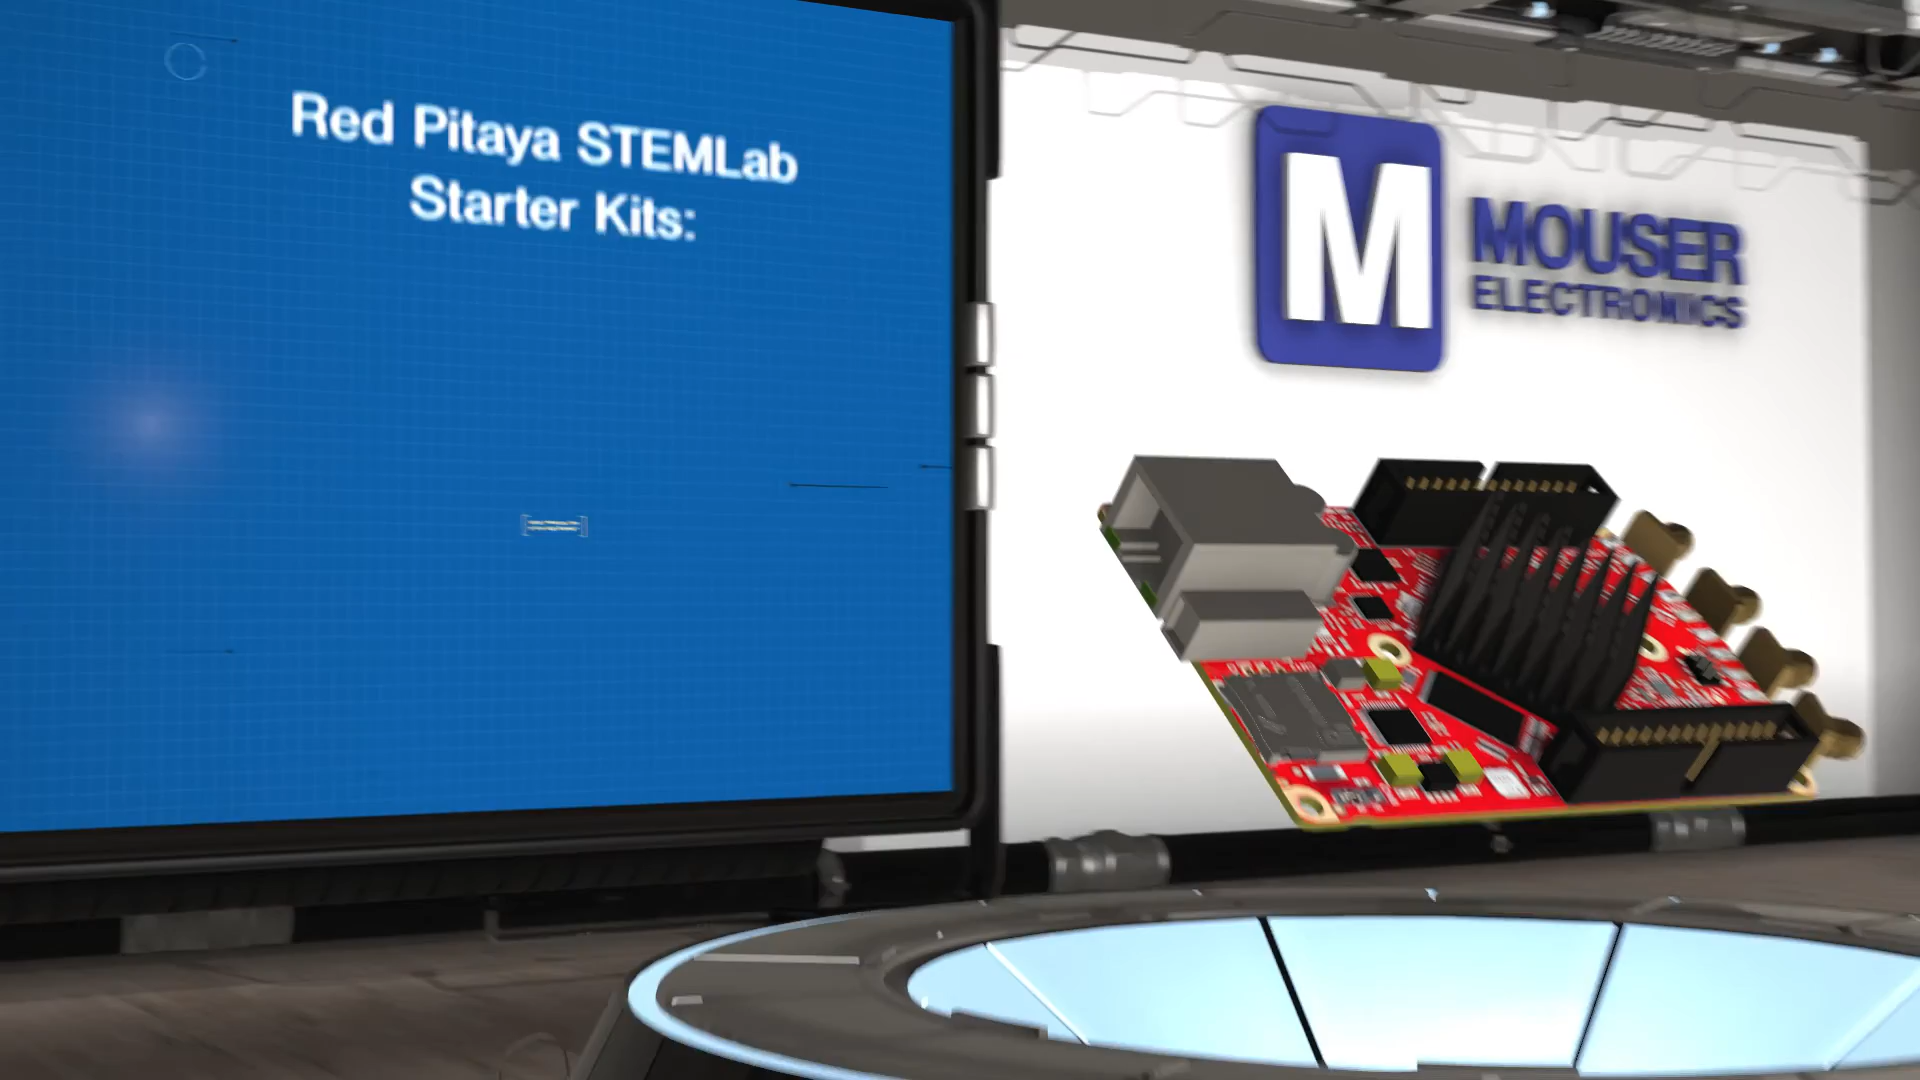 Red Pitaya STEMLab
Starter Kits:
M
MOUSER
ELECTRONICS